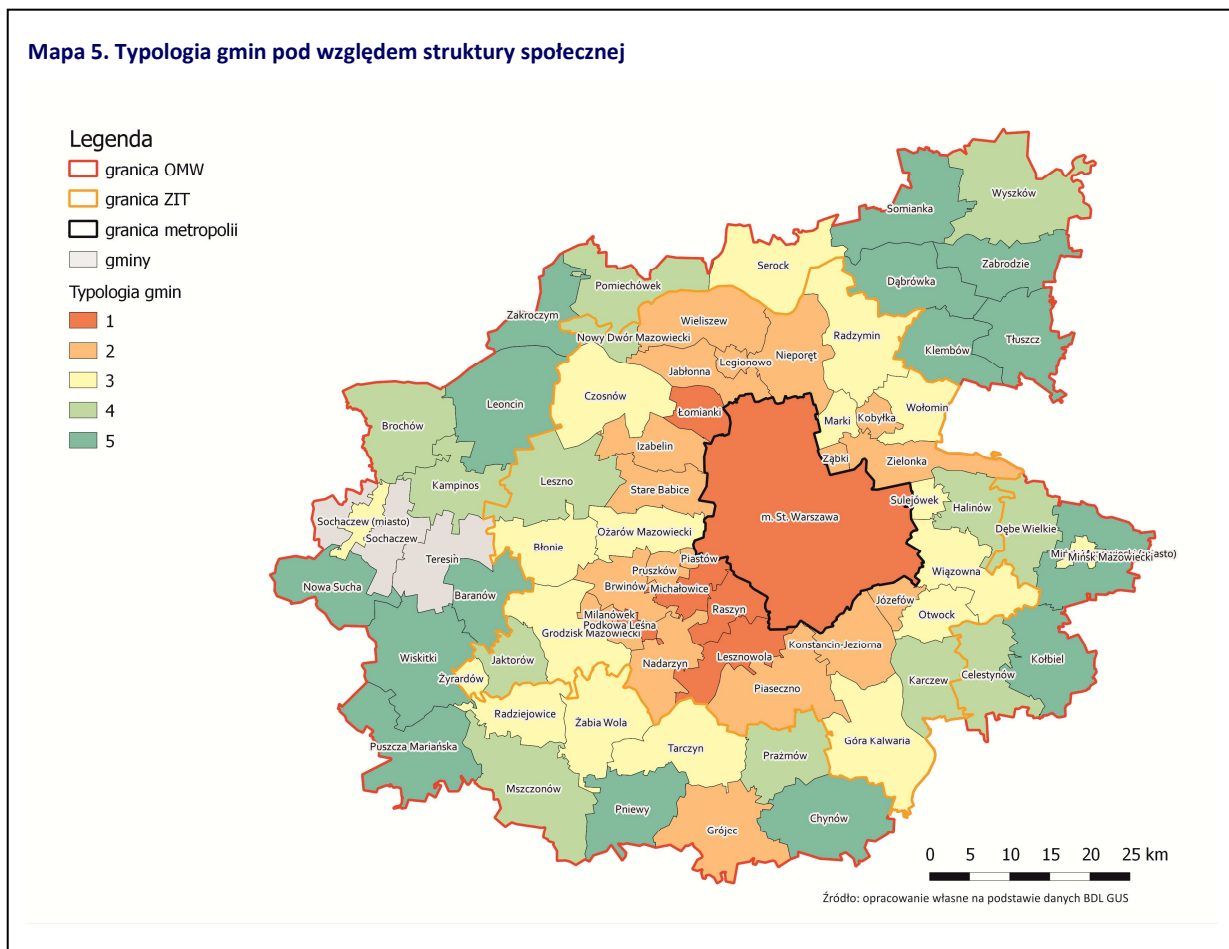 Mapa 5. Typologia gmin pod względem struktury społecznej
Legenda
granica OMW
granica ZIT
granica metropolii
gminy
Typologia gmin
1
2
3
4
5
Wyszków
Somianka
Zabrodzie
Serock
Dąbrówka
Pomiechówek
Zakroczym
Wieliszew
Radzymin
Nowy Dwór Mazowiecki
Tłuszcz
Klembów
Nieporęt
Legionowo
Jabłonna
Czosnów
Leoncin
Łomianki
Wołomin
Kobyłka
Marki
Brochów
Izabelin
Ząbki
Zielonka
Leszno
Kampinos
Stare Babice
Sulejówek
Halinów
m. St. Warszawa
Sochaczew (miasto)
Dębe Wielkie
Ożarów Mazowiecki
Sochaczew
Błonie
Teresin
Piastów
Mińsk Mazowiecki (miasto)
Mińsk Mazowiecki
Wiązowna
Pruszków
Nowa Sucha
Brwinów
Michałowice
Baranów
Józefów
Raszyn
Milanówek
Otwock
Podkowa Leśna
Grodzisk Mazowiecki
Konstancin-Jeziorna
Lesznowola
Wiskitki
Jaktorów
Nadarzyn
Kołbiel
Celestynów
Karczew
Żyrardów
Piaseczno
Radziejowice
Żabia Wola
Góra Kalwaria
Puszcza Mariańska
Tarczyn
Prażmów
Mszczonów
Pniewy
Chynów
Grójec
0 5 10 15 20 25 km
Źródło: opracowanie własne na podstawie danych BDL GUS